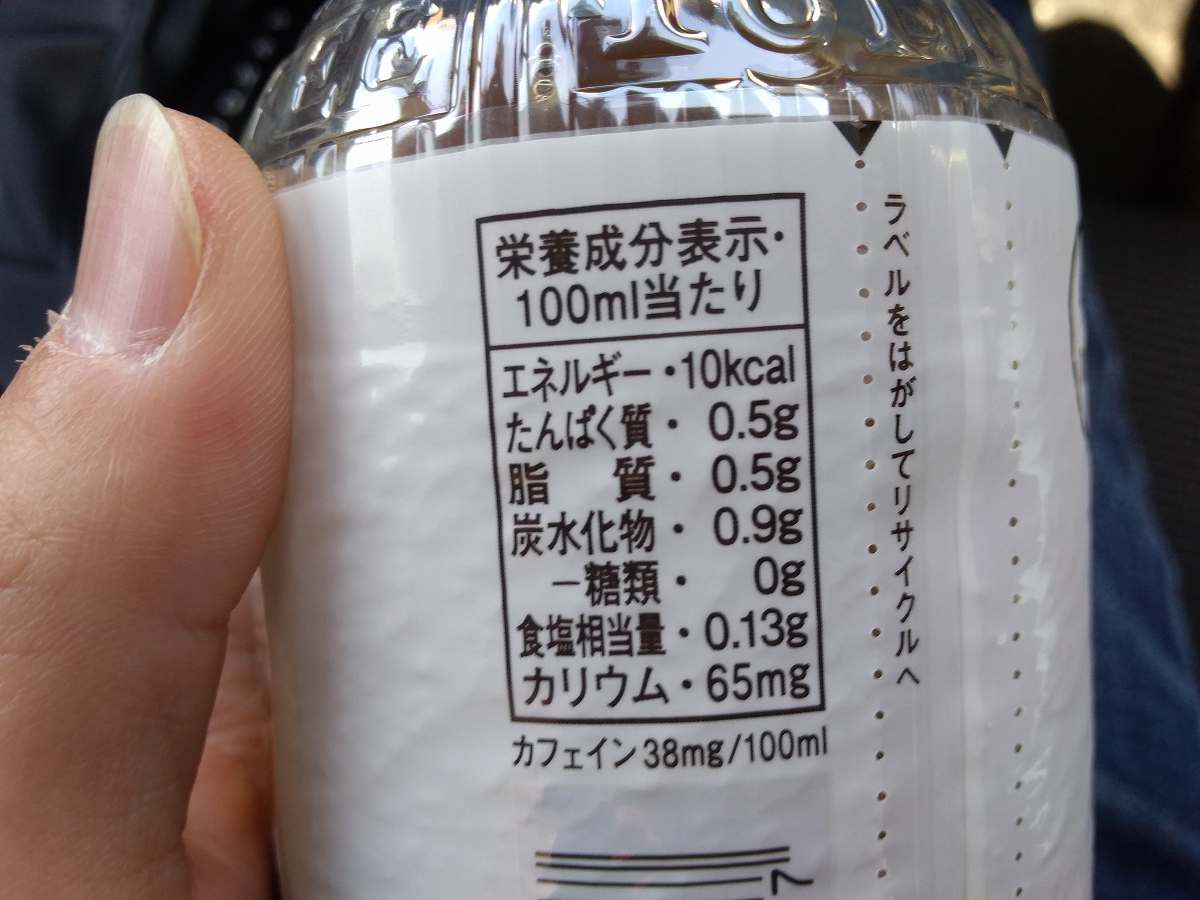 栄養成分表示・
100ml当たり
エネルギー・10kcal
たんぱく質・0.5g
脂　質・0.5g
炭水化物・0.9g
－糖類・0g
食塩相当量・0.13g
カリウム・65mg
カフェイン38mg/100ml
ラベルをはがしてリサイクルへ